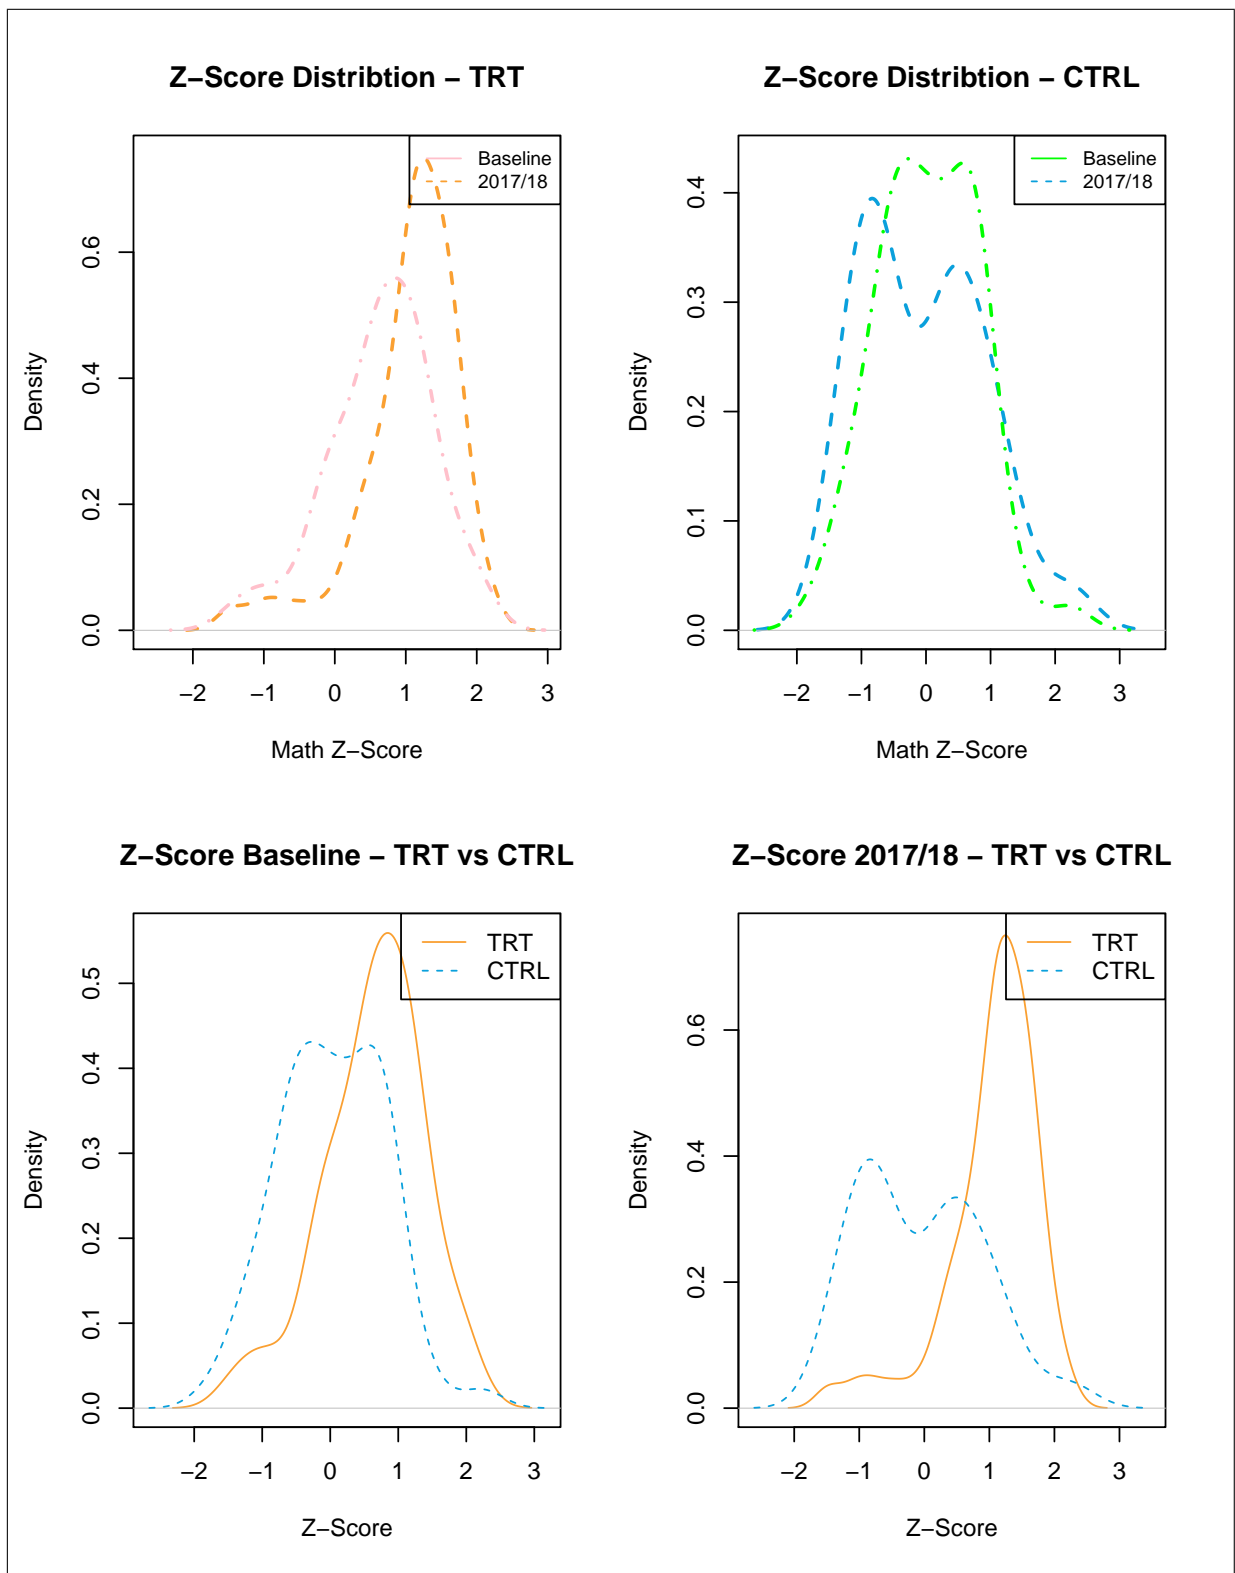 Z−Score Distribtion − TRT
Baseline
2017/18
Density
0.0
0.2
0.4
0.6
−2 −1 0 1 2 3
Math Z−Score
Z−Score Distribtion − CTRL
Baseline
2017/18
Density
0.0
0.1
0.2
0.3
0.4
−2 −1 0 1 2 3
Math Z−Score
Z−Score Baseline − TRT vs CTRL
TRT
CTRL
Density
0.0
0.1
0.2
0.3
0.4
0.5
−2 −1 0 1 2 3
Z−Score
Z−Score 2017/18 − TRT vs CTRL
TRT
CTRL
Density
0.0
0.2
0.4
0.6
−2 −1 0 1 2 3
Z−Score